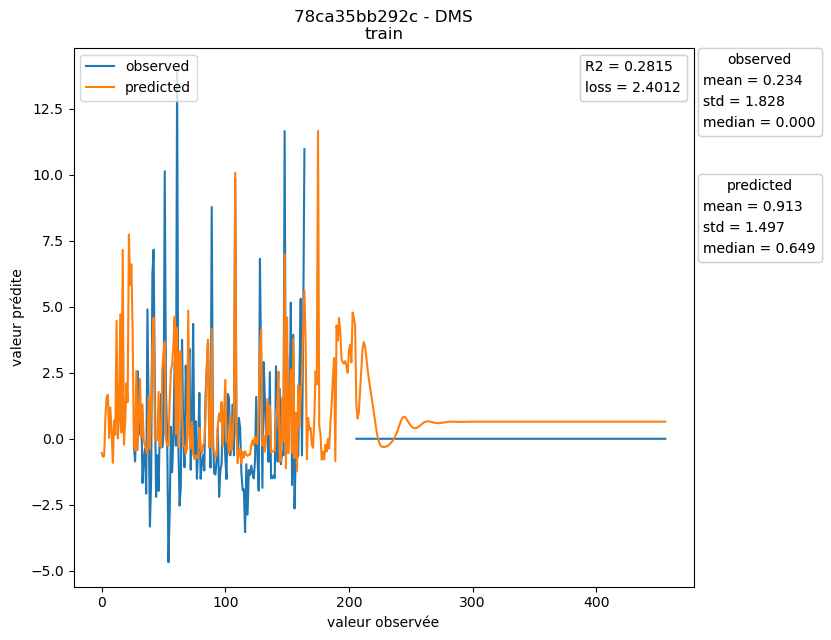 78ca35bb292c - DMS
train
observed
predicted
R2 = 0.2815
loss = 2.4012
observed
mean = 0.234
std = 1.828
median = 0.000
predicted
mean = 0.913
std = 1.497
median = 0.649
valeur prédite
12.5
10.0
7.5
5.0
2.5
0.0
−2.5
−5.0
0 100 200 300 400
valeur observée